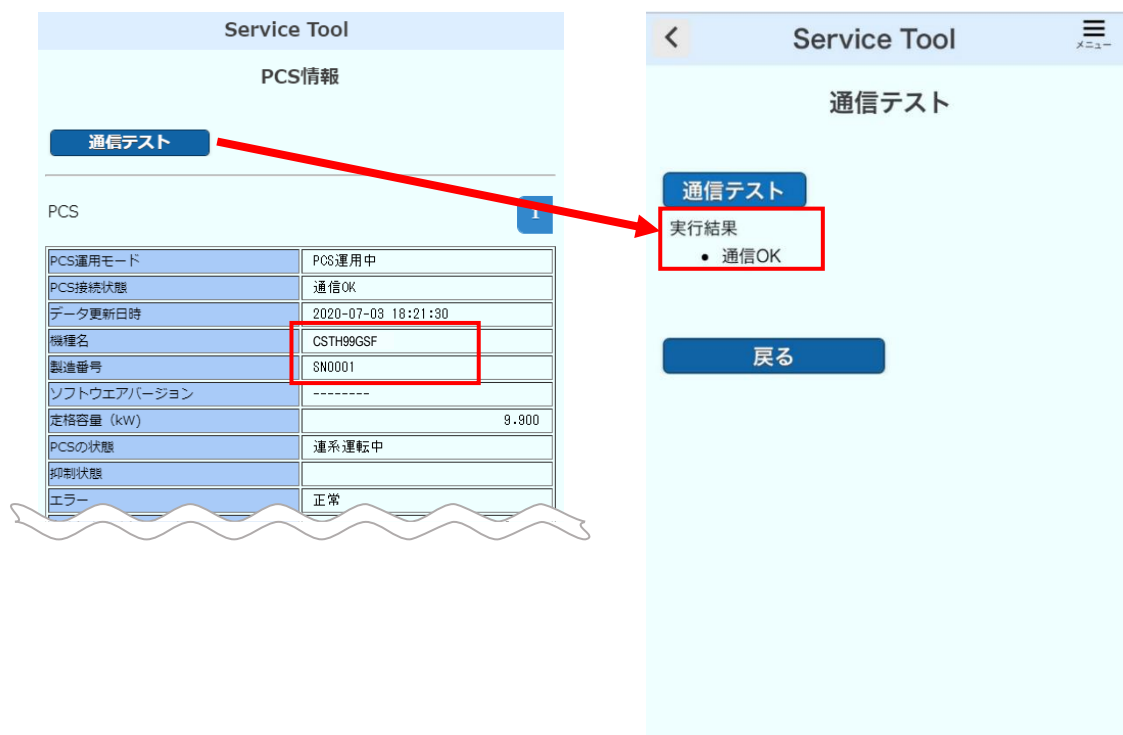 Service Tool
PCS情報
通信テスト
PCS
1
PCS運用モード PCS運用中
PCS接続状態 通信OK
データ更新日時 2020-07-03 18:21:30
機種名 CSTH99GSF
製造番号 SN0001
ソフトウエアバージョン --------
定格容量（kW） 9.900
PCSの状態 連系運転中
抑制状態
エラー 正常
Service Tool
メニュー
通信テスト
通信テスト
実行結果
• 通信OK
戻る